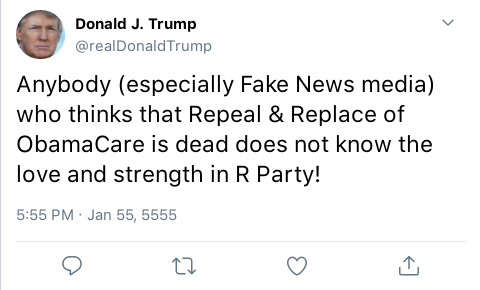 Donald J. Trump
@realDonaldTrump
Anybody (especially Fake News media)
who thinks that Repeal & Replace of
ObamaCare is dead does not know the
love and strength in R Party!
5:55 PM · Jan 55, 5555